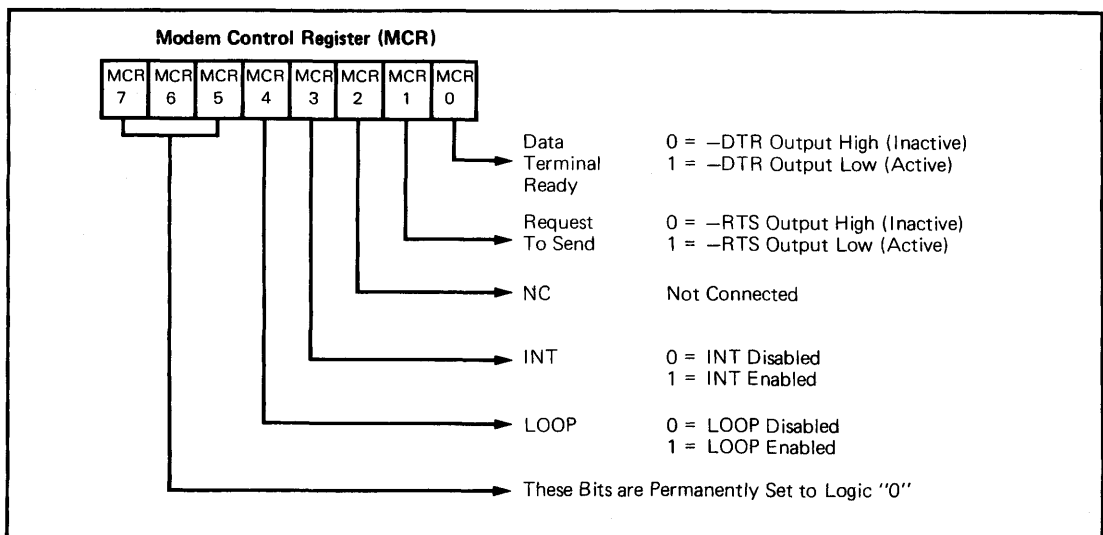 Modem Control Register (MCR)
MCR 7 MCR 6 MCR 5 MCR 4 MCR 3 MCR 2 MCR 1 MCR 0
Data Terminal Ready
0 = —DTR Output High (Inactive)
1 = —DTR Output Low (Active)
Request To Send
0 = —RTS Output High (Inactive)
1 = —RTS Output Low (Active)
NC Not Connected
INT 0 = INT Disabled
1 = INT Enabled
LOOP 0 = LOOP Disabled
1 = LOOP Enabled
These Bits are Permanently Set to Logic "0"